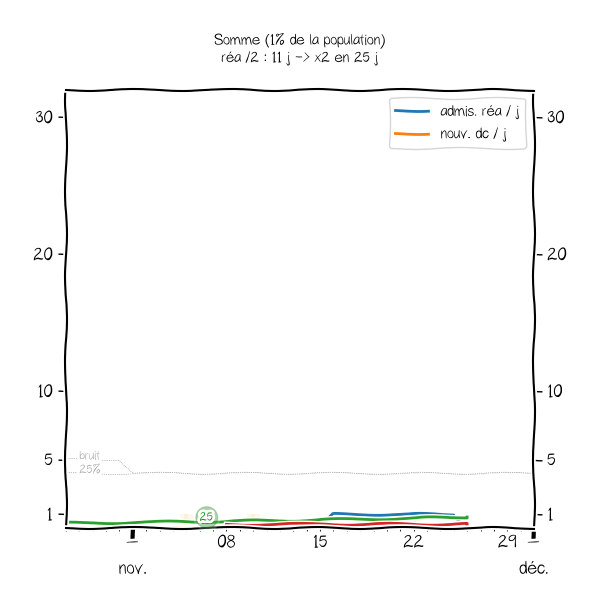 Somme (1% de la population)
réa /2 : 11 j -> x2 en 25 j
admis. réa / j
nouv. dc / j
30
30
20
20
10
10
5
5
bruit
25%
1
1
25
08
15
22
29
nov.
déc.